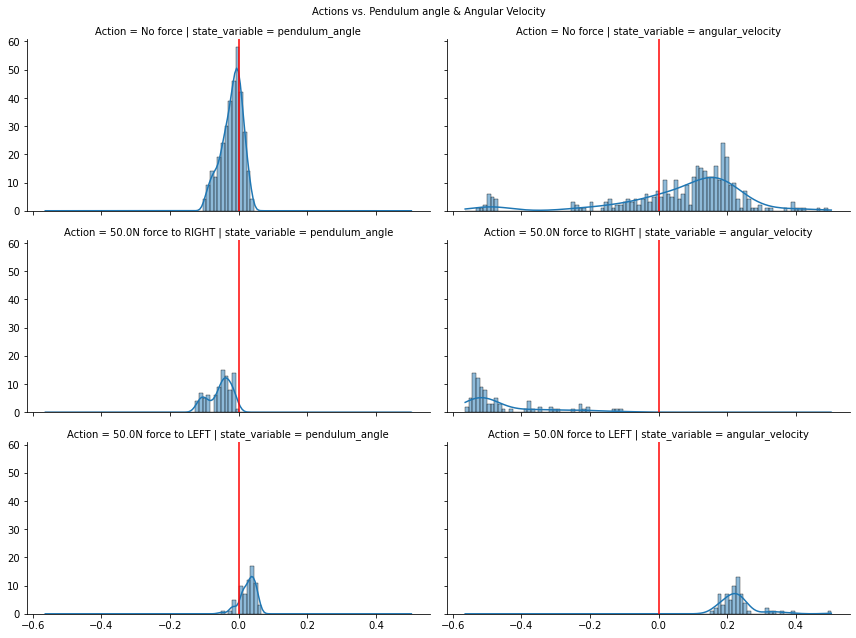 Actions vs. Pendulum angle & Angular Velocity
Action = No force | state_variable = pendulum_angle
Action = No force | state_variable = angular_velocity
60
50
40
30
20
10
0
Action = 50.0N force to RIGHT | state_variable = pendulum_angle
Action = 50.0N force to RIGHT | state_variable = angular_velocity
60
50
40
30
20
10
0
Action = 50.0N force to LEFT | state_variable = pendulum_angle
Action = 50.0N force to LEFT | state_variable = angular_velocity
60
50
40
30
20
10
0
−0.6 −0.4 −0.2 0.0 0.2 0.4
−0.6 −0.4 −0.2 0.0 0.2 0.4